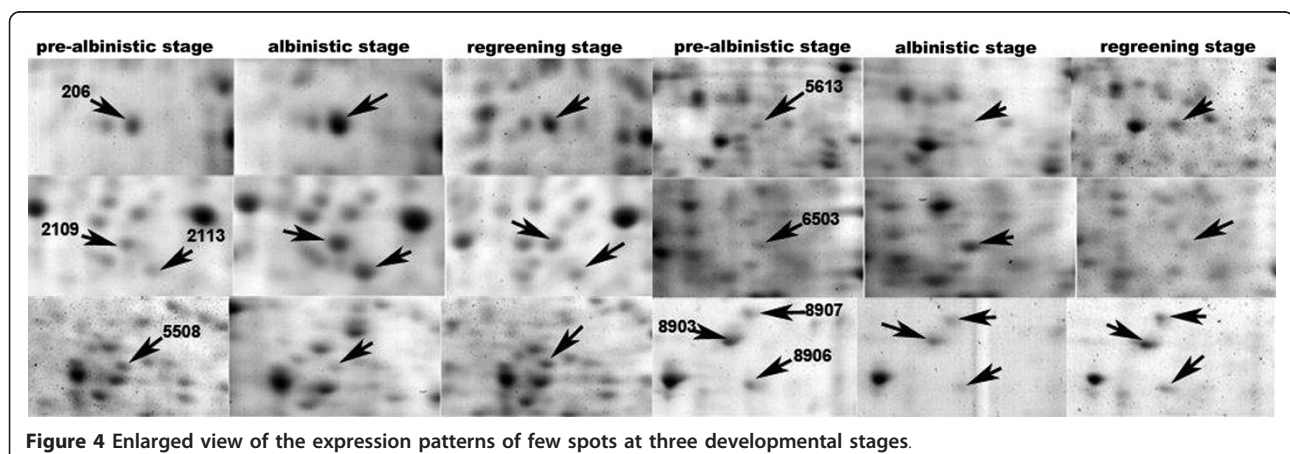 pre-albinistic stage albinistic stage regreening stage pre-albinistic stage albinistic stage regreening stage
206 5613
2109 2113 6503
5508 8903 8907 8906
Figure 4 Enlarged view of the expression patterns of few spots at three developmental stages.